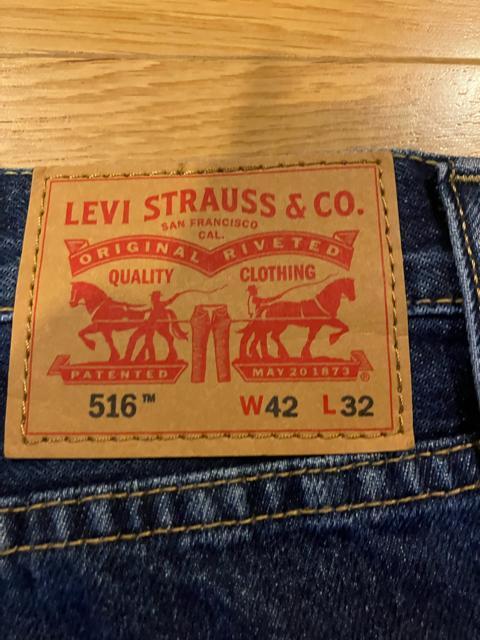 LEVI STRAUSS & CO.
SAN FRANCISCO
CAL.
ORIGINAL RIVETED
QUALITY CLOTHING
PATENTED MAY 20 1873 ®
516™ W42 L32